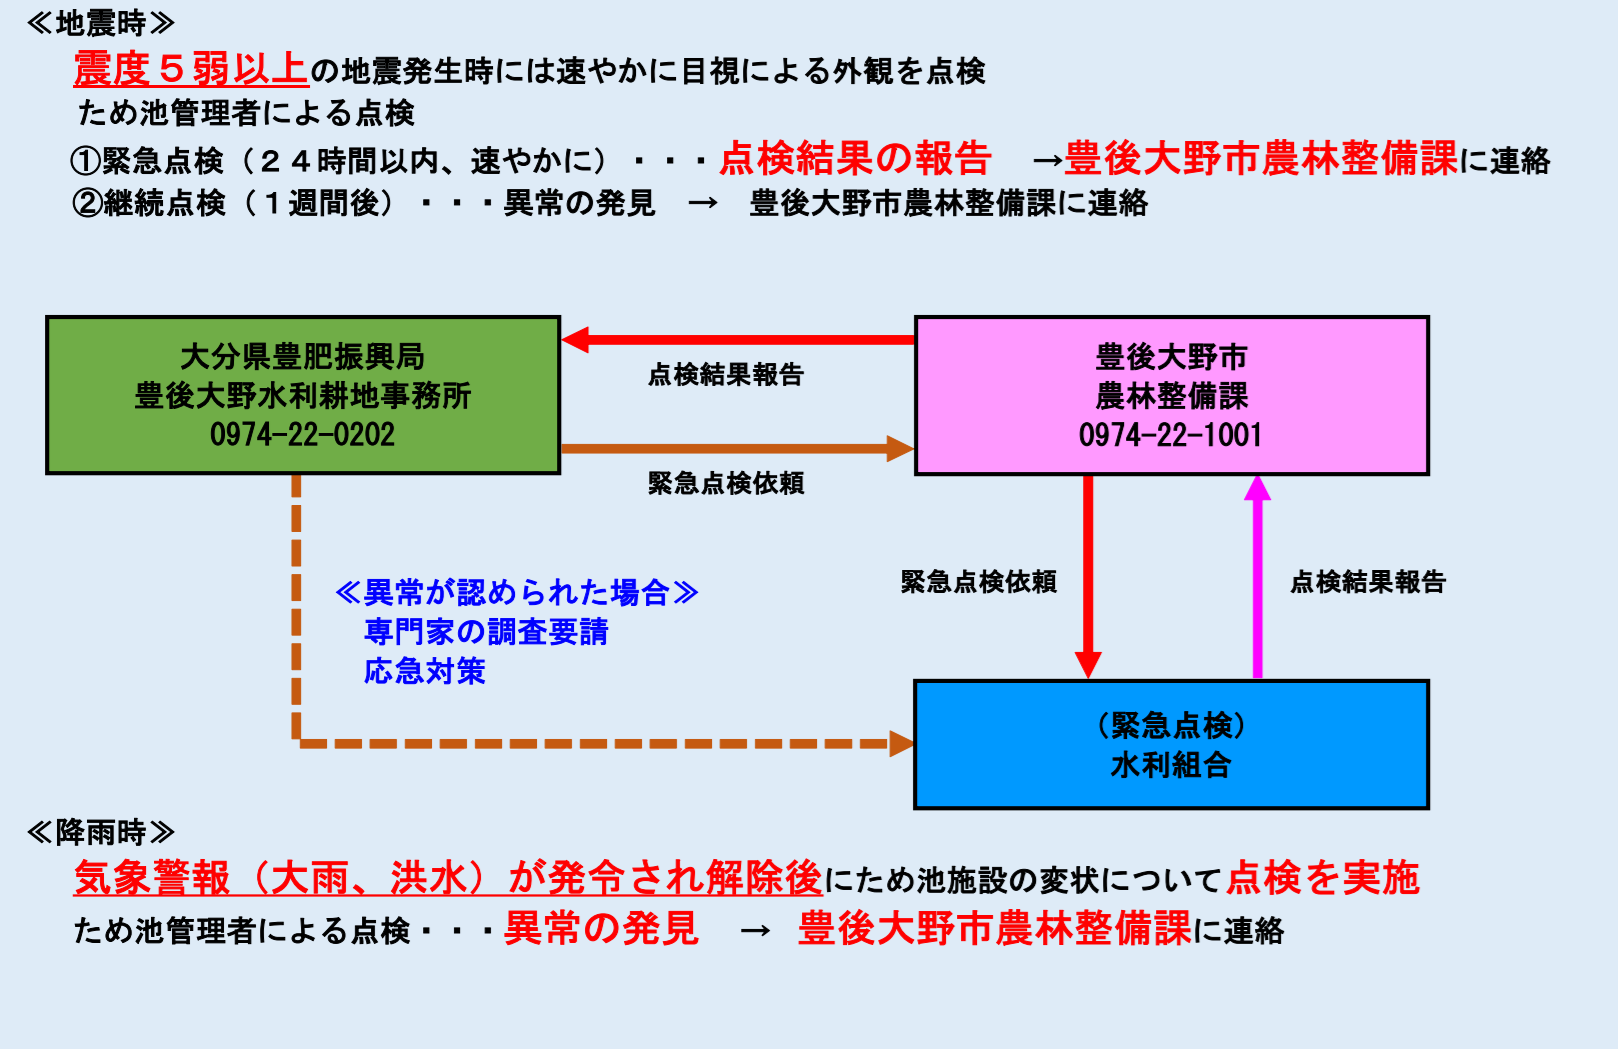 ≪地震時≫
震度５弱以上の地震発生時には速やかに目視による外観を点検
ため池管理者による点検
①緊急点検（２４時間以内、速やかに）・・・点検結果の報告　→豊後大野市農林整備課に連絡
②継続点検（１週間後）・・・異常の発見　→　豊後大野市農林整備課に連絡
大分県豊肥振興局
豊後大野水利耕地事務所
0974-22-0202
点検結果報告
緊急点検依頼
豊後大野市
農林整備課
0974-22-1001
≪異常が認められた場合≫
専門家の調査要請
応急対策
緊急点検依頼
点検結果報告
（緊急点検）
水利組合
≪降雨時≫
気象警報（大雨、洪水）が発令され解除後にため池施設の変状について点検を実施
ため池管理者による点検・・・異常の発見　→　豊後大野市農林整備課に連絡